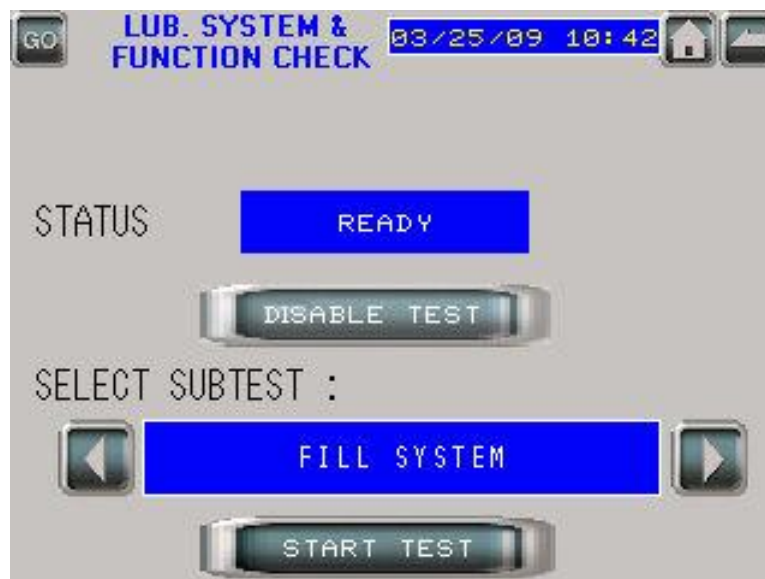 GO
LUB. SYSTEM &
FUNCTION CHECK
03/25/09 10:42
STATUS
READY
DISABLE TEST
SELECT SUBTEST :
FILL SYSTEM
START TEST